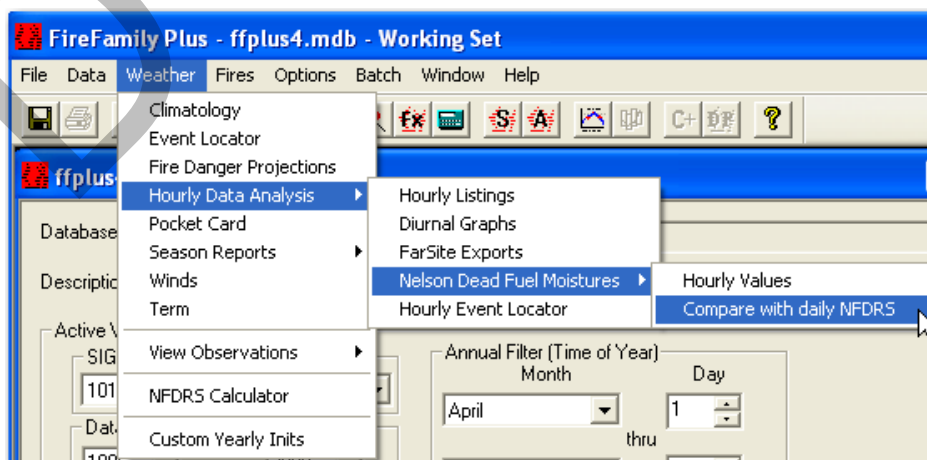 FireFamily Plus - ffplus4.mdb - Working Set
File Data Weather Fires Options Batch Window Help
fx S A C+ ?
ffplus
Climatology
Event Locator
Fire Danger Projections
Hourly Data Analysis
Pocket Card
Season Reports
Winds
Term
View Observations
NFDRS Calculator
Custom Yearly Inits
Hourly Listings
Diurnal Graphs
FarSite Exports
Nelson Dead Fuel Moistures
Hourly Event Locator
Hourly Values
Compare with daily NFDRS
Database
Descriptio
Active
SIG
101
Dat
Annual Filter (Time of Year)
Month Day
April 1
thru